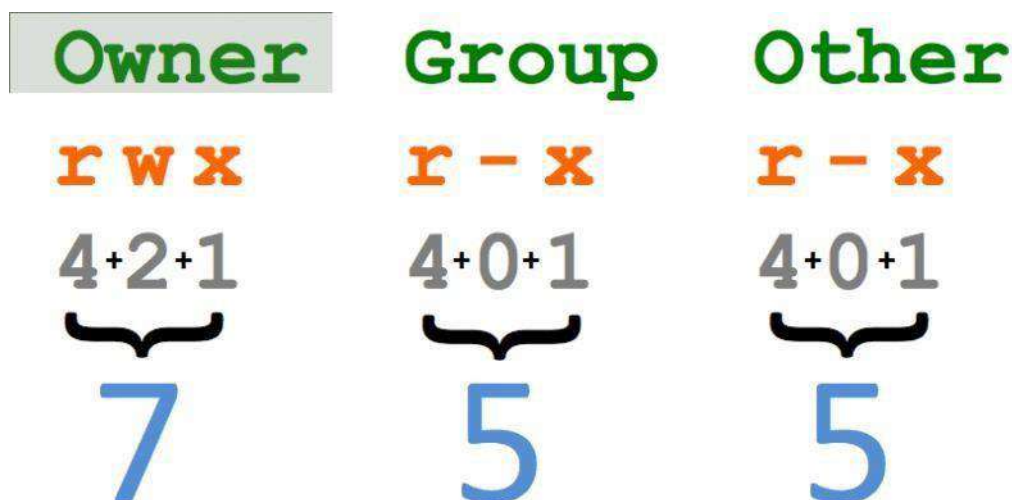 Owner Group Other
r w x r - x r - x
4+2+1 4+0+1 4+0+1
7 5 5